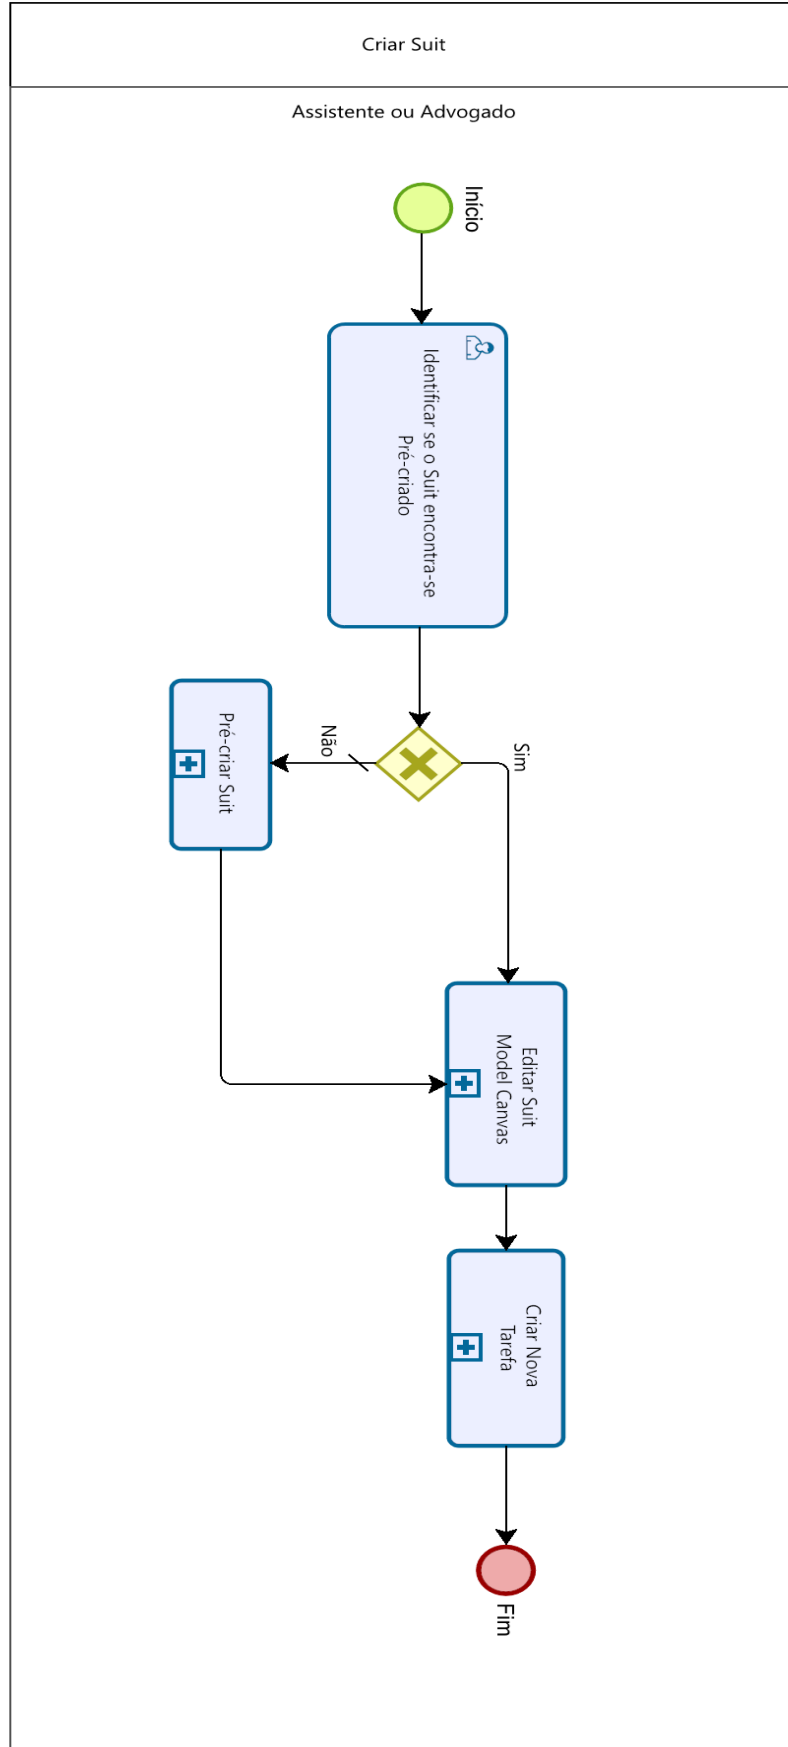 Criar Suit
Assistente ou Advogado
Início
Identificar se o Suit encontra-se
Pré-criado
Sim
Não
Pré-criar Suit
Editar Suit
Model Canvas
Criar Nova
Tarefa
Fim